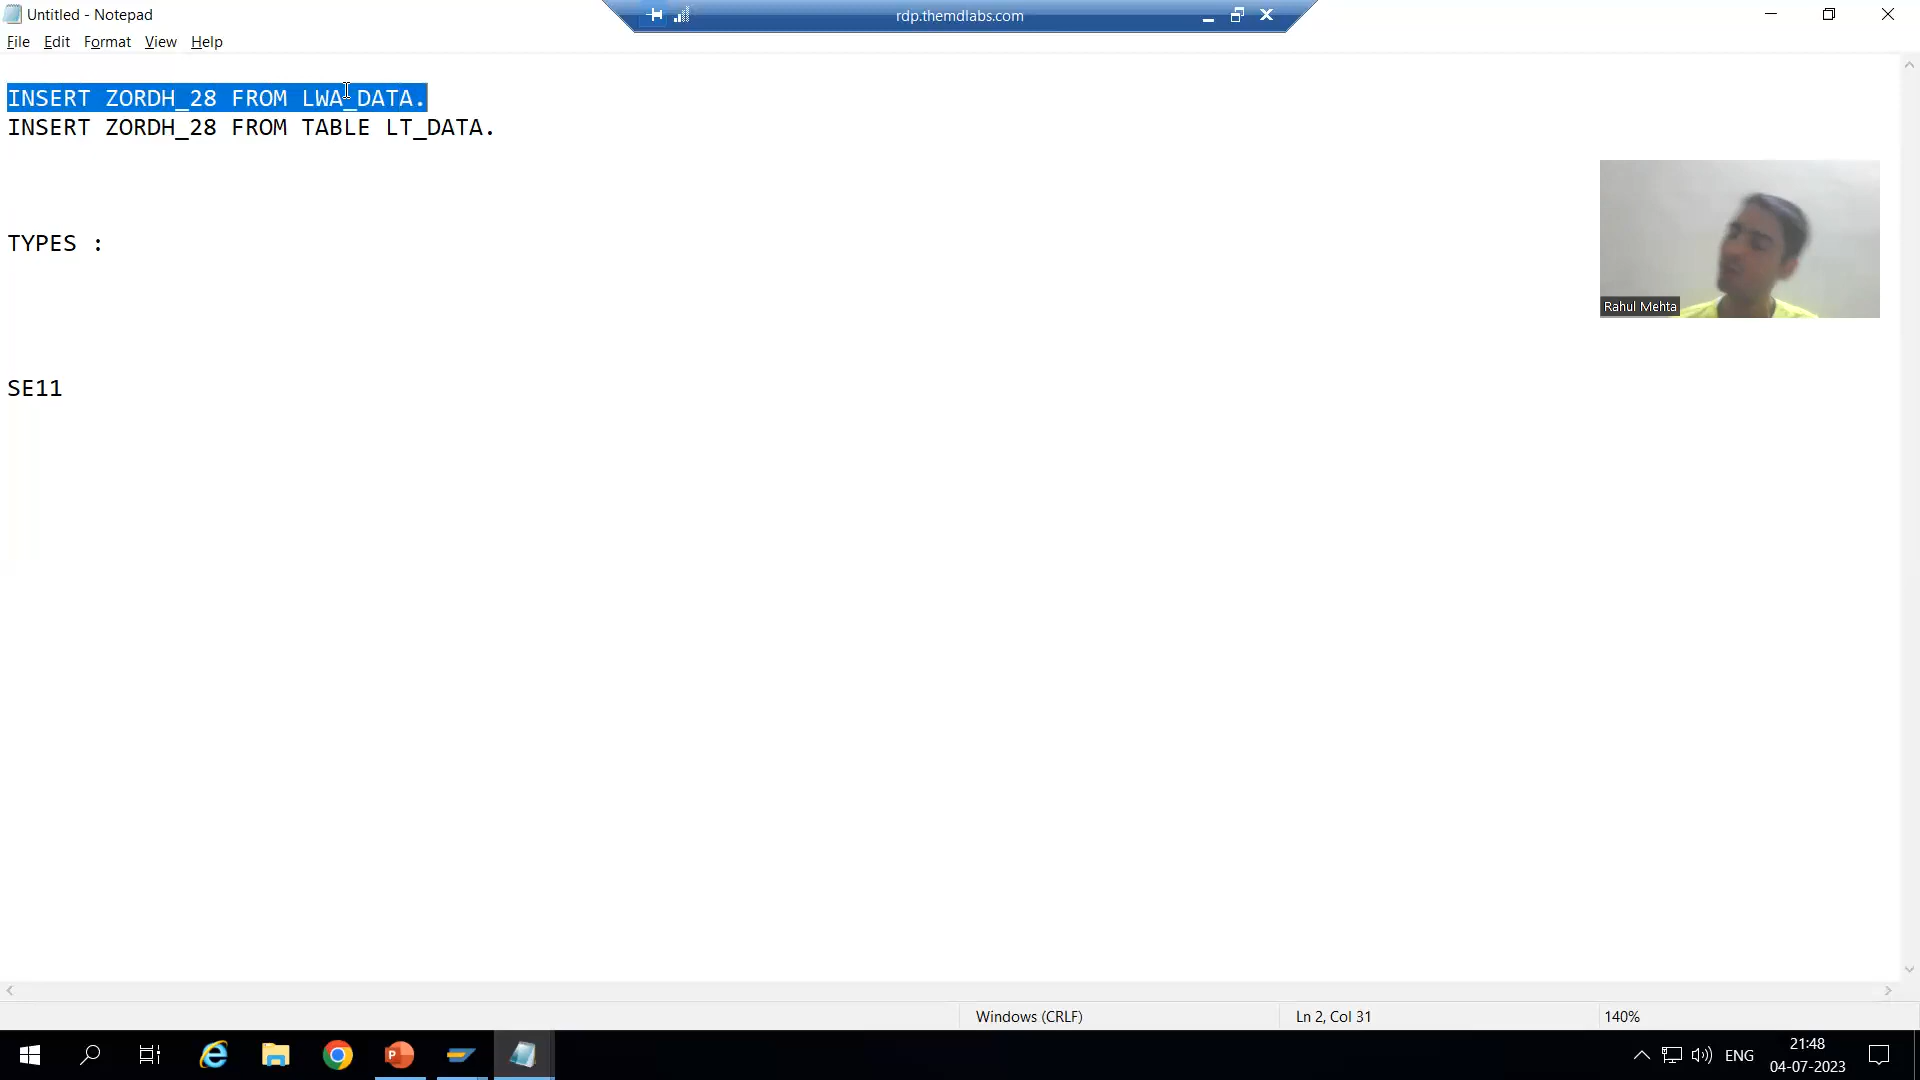 Untitled - Notepad
rdp.themdlabs.com
File Edit Format View Help
INSERT ZORDH_28 FROM LWA_DATA.
INSERT ZORDH_28 FROM TABLE LT_DATA.
TYPES :
Rahul Mehta
SE11
Windows (CRLF)
Ln 2, Col 31
140%
ENG
21:48
04-07-2023